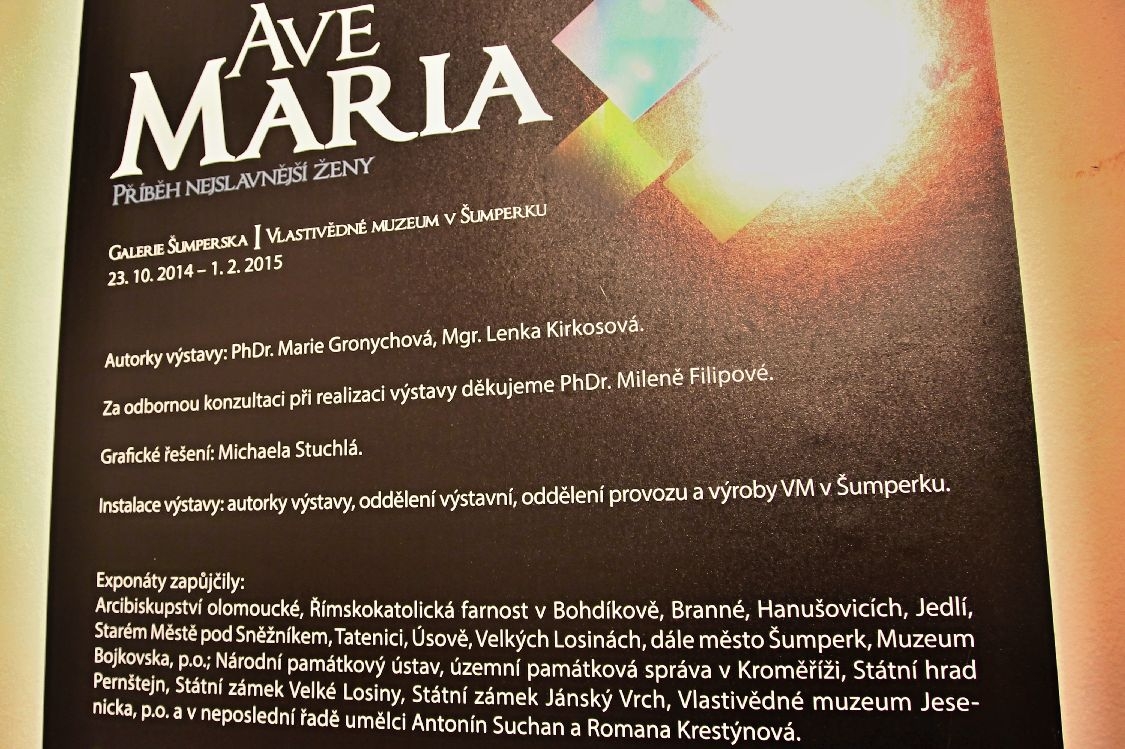 AVE
MARIA
PŘÍBĚH NEJSLAVNĚJŠÍ ŽENY
GALERIE ŠUMPERSKA | VLASTIVĚDNÉ MUZEUM V ŠUMPERKU
23. 10. 2014 – 1. 2. 2015
Autorky výstavy: PhDr. Marie Gronychová, Mgr. Lenka Kirkosová.
Za odbornou konzultaci při realizaci výstavy děkujeme PhDr. Mileně Filipové.
Grafické řešení: Michaela Stuchlá.
Instalace výstavy: autorky výstavy, oddělení výstavní, oddělení provozu a výroby VM v Šumperku.
Exponáty zapůjčily:
Arcibiskupství olomoucké, Římskokatolická farnost v Bohdíkově, Branné, Hanušovicích, Jedlí,
Starém Městě pod Sněžníkem, Tatenici, Úsově, Velkých Losinách, dále město Šumperk, Muzeum
Bojkovska, p.o.; Národní památkový ústav, územní památková správa v Kroměříži, Státní hrad
Pernštejn, Státní zámek Velké Losiny, Státní zámek Jánský Vrch, Vlastivědné muzeum Jese-
nicka, p.o. a v neposlední řadě umělci Antonín Suchan a Romana Krestýnová.